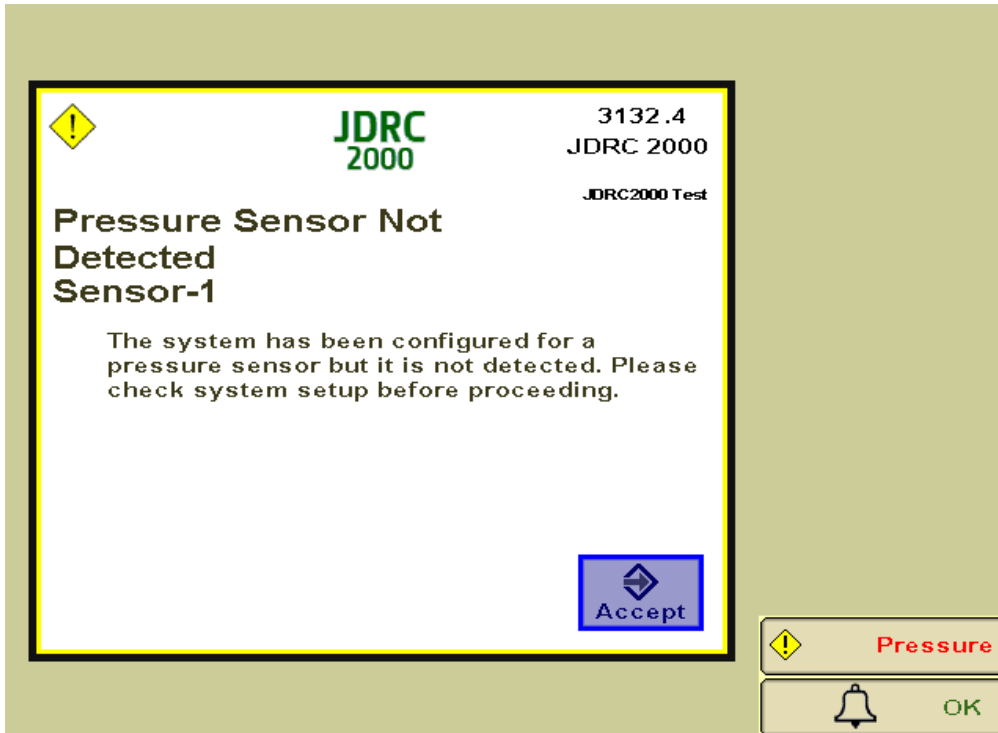 JDRC
2000
3132.4
JDRC 2000
JDRC2000 Test
Pressure Sensor Not
Detected
Sensor-1
The system has been configured for a
pressure sensor but it is not detected. Please
check system setup before proceeding.
Accept
Pressure
OK